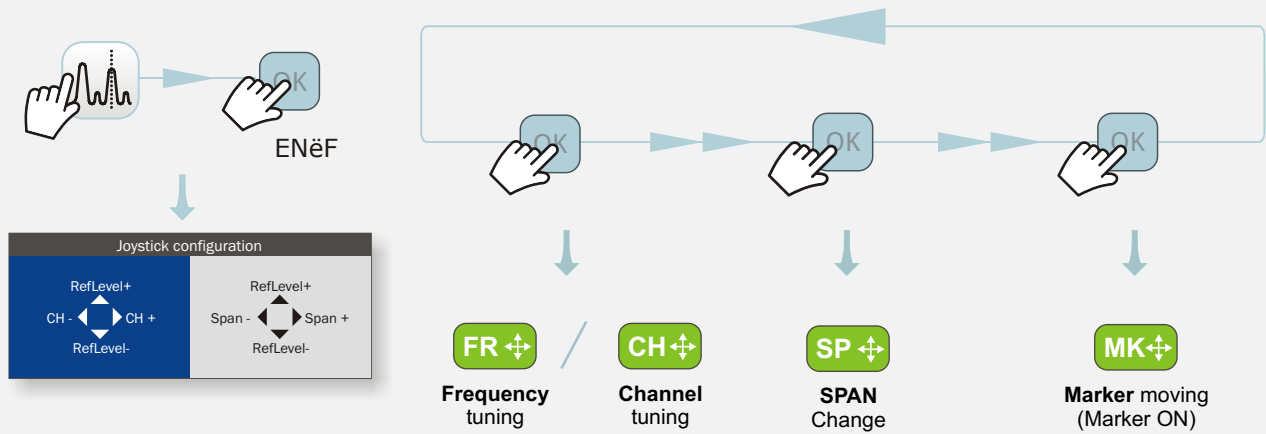 OK
ENëF
Joystick configuration
RefLevel+
CH - CH +
RefLevel-
RefLevel+
Span - Span +
RefLevel-
OK
OK
OK
FR / CH
SP
MK
Frequency
tuning
Channel
tuning
SPAN
Change
Marker moving
(Marker ON)